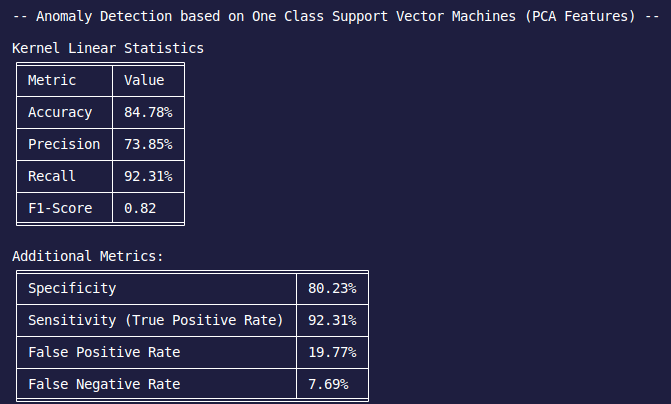 -- Anomaly Detection based on One Class Support Vector Machines (PCA Features) --
Kernel Linear Statistics
Metric Value
Accuracy 84.78%
Precision 73.85%
Recall 92.31%
F1-Score 0.82
Additional Metrics:
Specificity 80.23%
Sensitivity (True Positive Rate) 92.31%
False Positive Rate 19.77%
False Negative Rate 7.69%